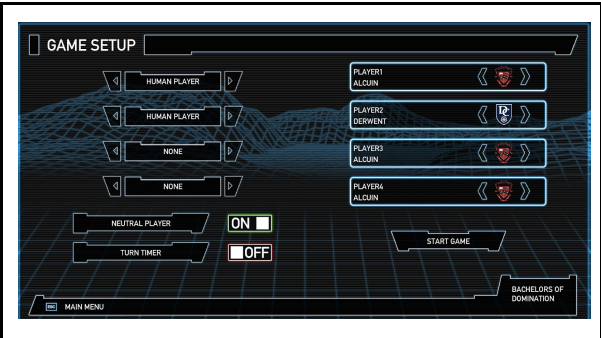 GAME SETUP
HUMAN PLAYER
PLAYER1
ALCUIN
HUMAN PLAYER
PLAYER2
DERWENT
NONE
PLAYER3
ALCUIN
NONE
PLAYER4
ALCUIN
NEUTRAL PLAYER
ON
TURN TIMER
OFF
START GAME
ESC MAIN MENU
BACHELORS OF
DOMINATION